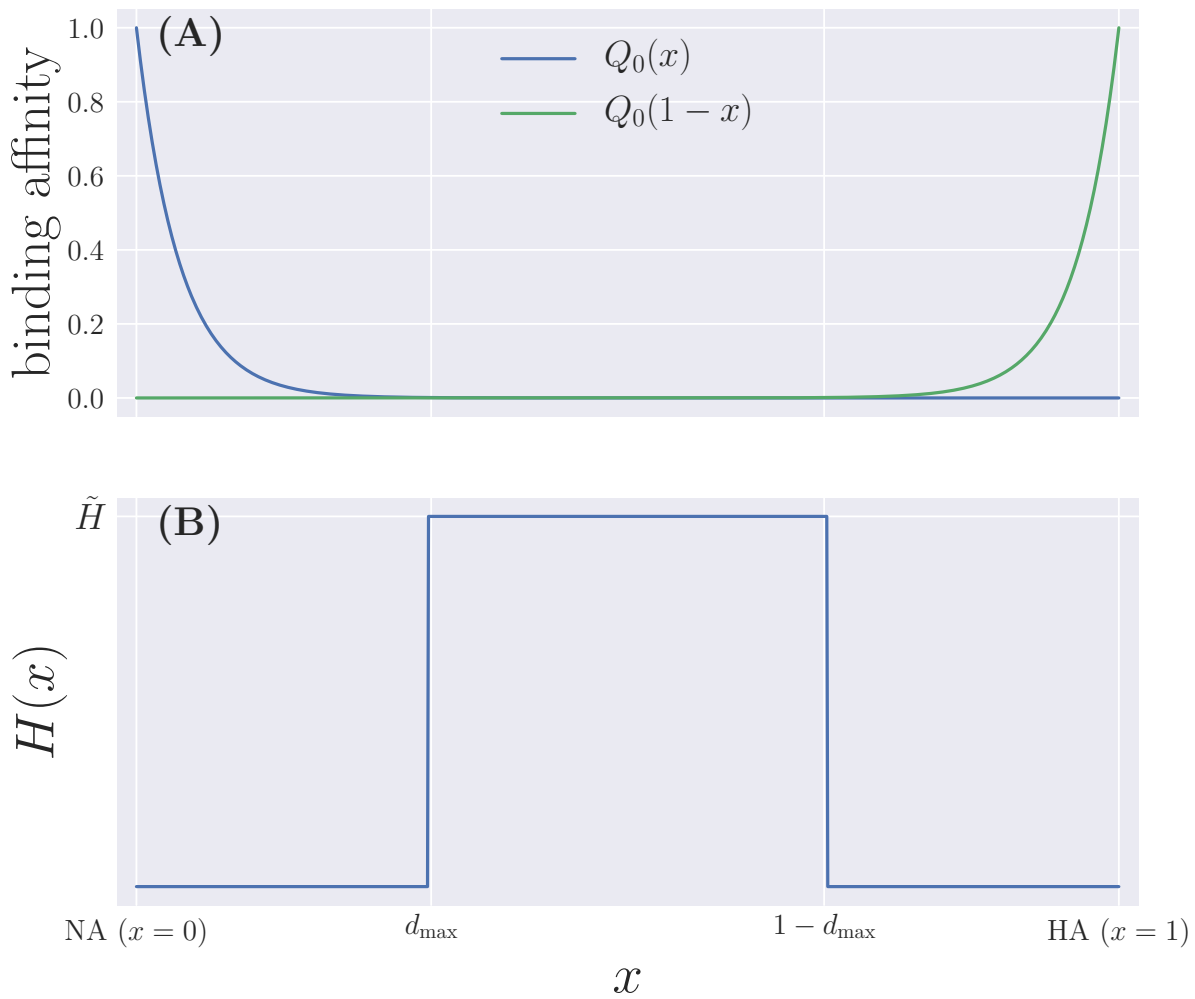 (A)
binding affinity
1.0
0.8
0.6
0.4
0.2
0.0
Q₀(x)
Q₀(1 − x)
(B)
H̃
H(x)
NA (x = 0)
d_max
1 − d_max
HA (x = 1)
x